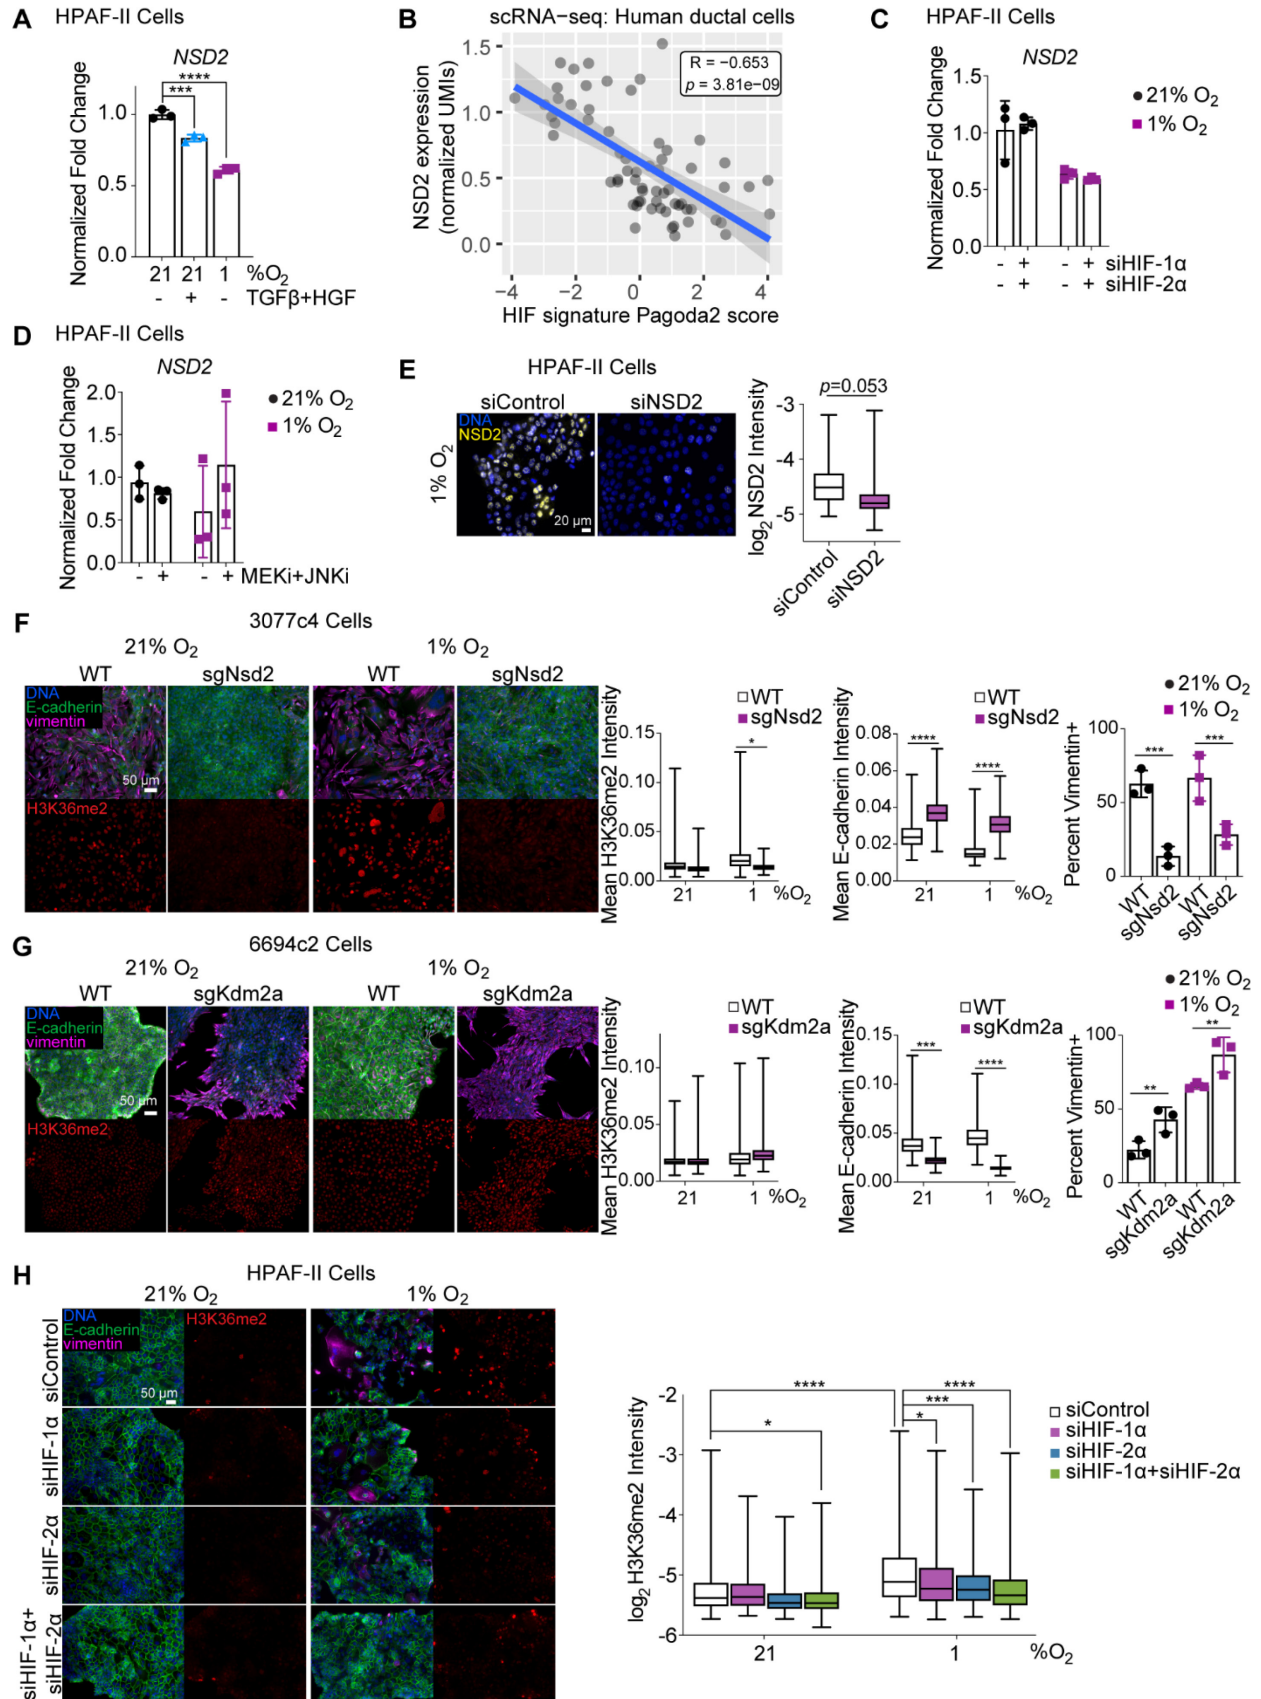 A HPAF-II Cells
NSD2
Normalized Fold Change
1.0
0.5
0.0
***
****
21 21 1 %O₂
- + - TGFβ+HGF
B scRNA−seq: Human ductal cells
NSD2 expression
(normalized UMIs)
1.5
1.0
0.5
0.0
R = −0.653
p = 3.81e−09
−4 −2 0 2 4
HIF signature Pagoda2 score
C HPAF-II Cells
NSD2
Normalized Fold Change
1.5
1.0
0.5
0.0
21% O₂
1% O₂
- + - + siHIF-1α
- + - + siHIF-2α
D HPAF-II Cells
NSD2
Normalized Fold Change
2.0
1.5
1.0
0.5
0.0
21% O₂
1% O₂
- + - + MEKi+JNKi
E HPAF-II Cells
siControl siNSD2
1% O₂
DNA
NSD2
20 µm
log₂ NSD2 Intensity
p=0.053
-3
-4
-5
siControl
siNSD2
F 3077c4 Cells
21% O₂ 1% O₂
WT sgNsd2 WT sgNsd2
DNA
E-cadherin
vimentin
50 µm
H3K36me2
Mean H3K36me2 Intensity
WT
sgNsd2
0.15
0.10
0.05
0.00
*
21 1 %O₂
Mean E-cadherin Intensity
WT
sgNsd2
0.08
0.06
0.04
0.02
0.00
****
****
21 1 %O₂
Percent Vimentin+
21% O₂
1% O₂
100
50
0
***
***
WT
sgNsd2
WT
sgNsd2
G 6694c2 Cells
21% O₂ 1% O₂
WT sgKdm2a WT sgKdm2a
DNA
E-cadherin
vimentin
50 µm
H3K36me2
Mean H3K36me2 Intensity
WT
sgKdm2a
0.10
0.05
0.00
21 1 %O₂
Mean E-cadherin Intensity
WT
sgKdm2a
0.15
0.10
0.05
0.00
***
****
21 1 %O₂
Percent Vimentin+
21% O₂
1% O₂
100
50
0
**
**
WT
sgKdm2a
WT
sgKdm2a
H HPAF-II Cells
21% O₂ 1% O₂
DNA
E-cadherin
vimentin
H3K36me2
50 µm
siControl
siHIF-1α
siHIF-2α
siHIF-1α+
siHIF-2α
log₂ H3K36me2 Intensity
-2
-3
-4
-5
-6
****
*
****
***
*
siControl
siHIF-1α
siHIF-2α
siHIF-1α+siHIF-2α
21 1 %O₂